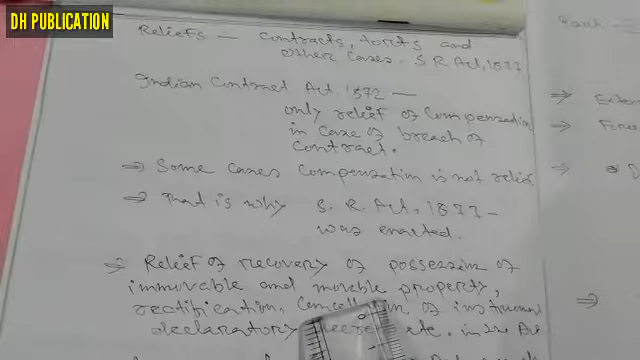 DH PUBLICATION
Reliefs — Contracts, torts and
other cases. S.R. Act, 1877
Indian Contract Act. 1872 —
only relief of Compensation
in Case of breach of
Contract.
⇒ Some cases Compensation is not relief
⇒ That is why S.R. Act, 1877 –
was enacted.
⇒ Relief of recovery of possession of
immovable and movable property,
rectification, Cancellation of instrument
declaratory decree etc. in the Act